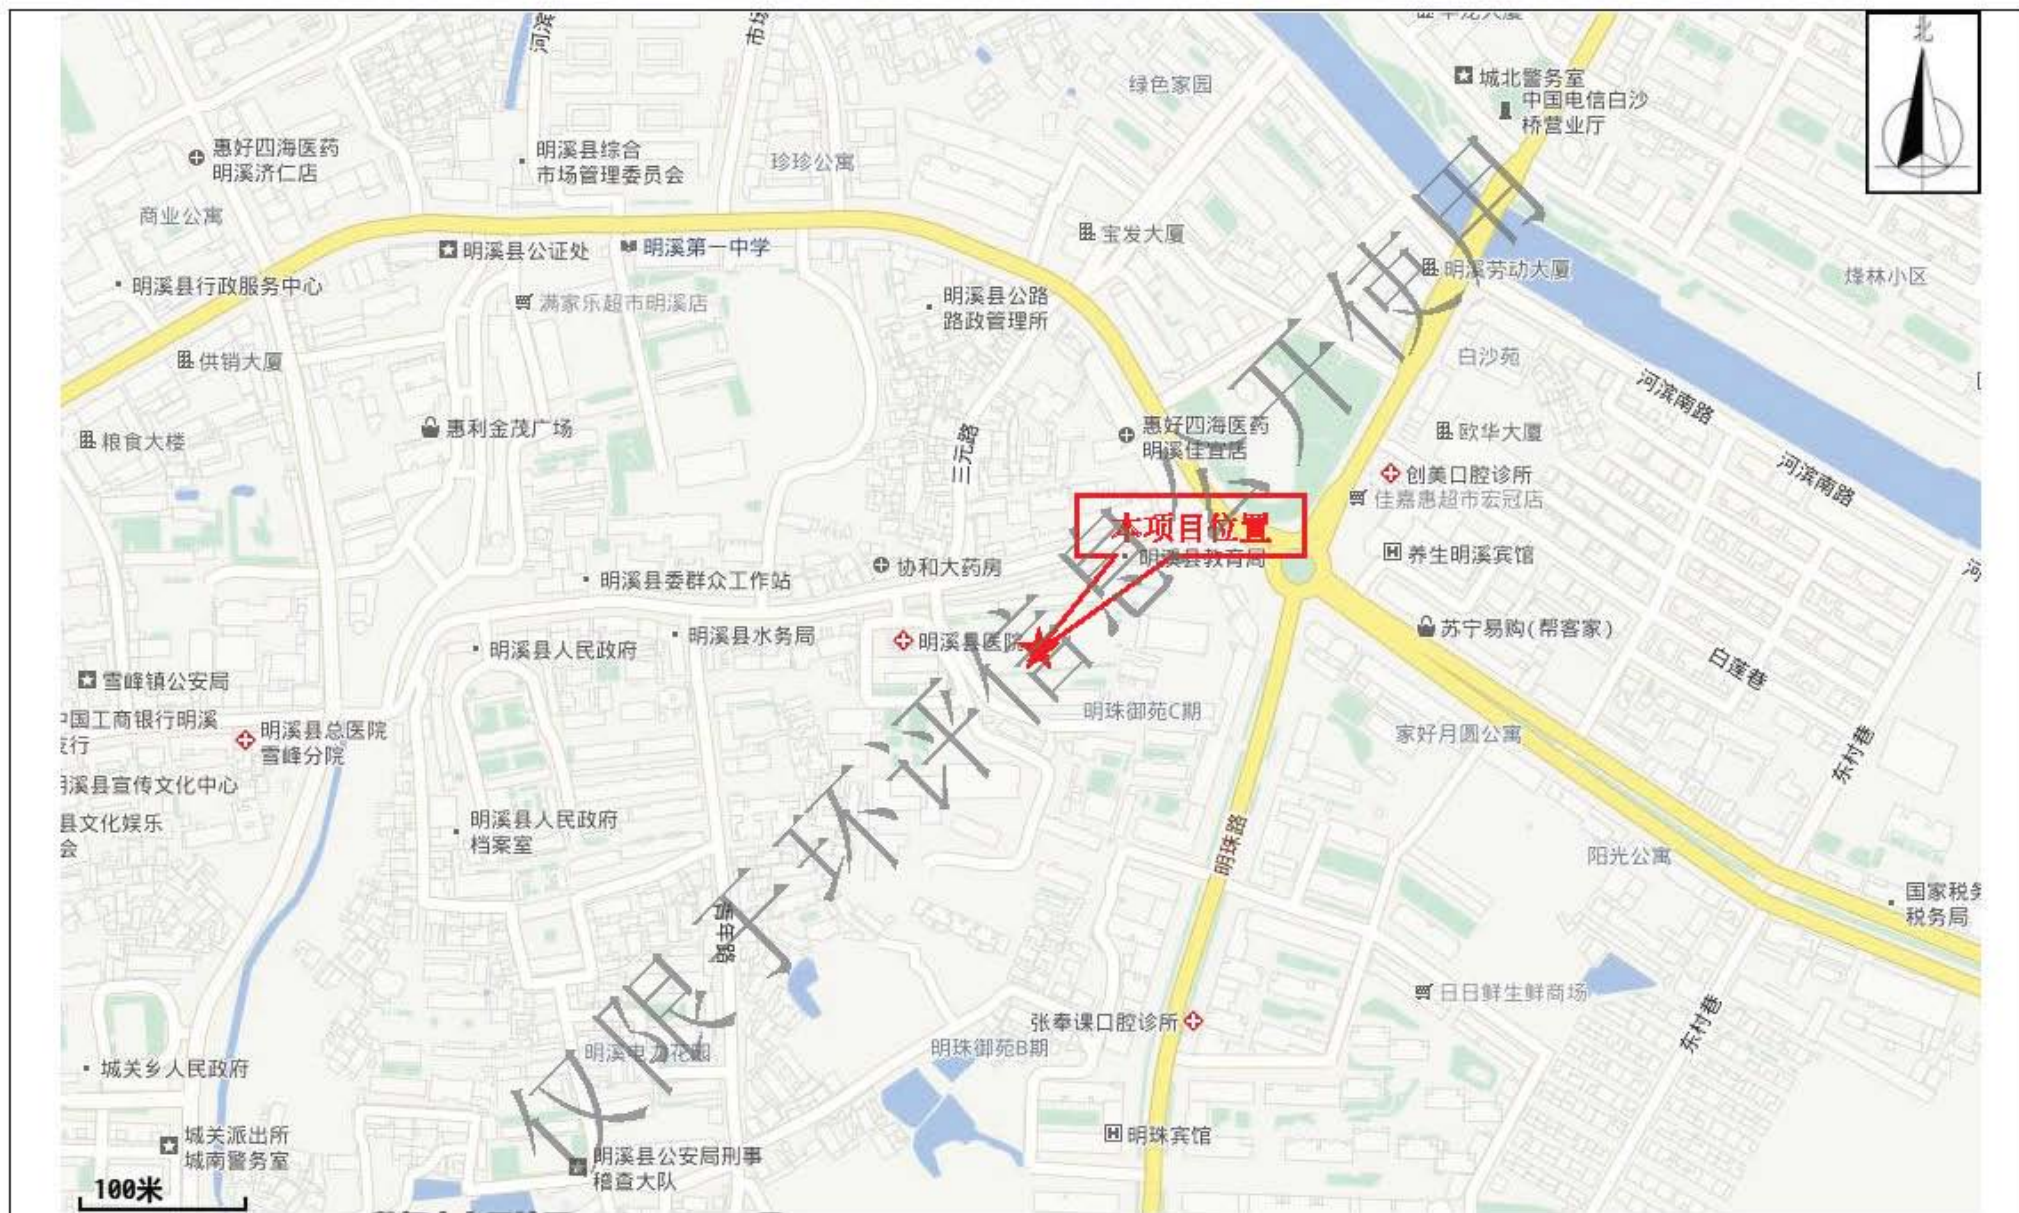 北
河滨
市场
绿色家园
城北警务室
中国电信白沙
桥营业厅
惠好四海医药
明溪济仁店
明溪县综合
市场管理委员会
珍珍公寓
商业公寓
宝发大厦
明溪县公证处
明溪第一中学
明溪劳动大厦
烽林小区
明溪县行政服务中心
满家乐超市明溪店
明溪县公路
路政管理所
供销大厦
白沙苑
河滨南路
惠利金茂广场
粮食大楼
三元路
惠好四海医药
明溪佳宜店
欧华大厦
河滨南路
创美口腔诊所
佳嘉惠超市宏冠店
本项目位置
明溪县教育局
养生明溪宾馆
协和大药房
明溪县委群众工作站
河
苏宁易购(帮客家)
明溪县水务局
明溪县医院
明溪县人民政府
白莲巷
雪峰镇公安局
明珠御苑C期
中国工商银行明溪
支行
明溪县总医院
雪峰分院
家好月圆公寓
东村巷
明溪县宣传文化中心
县文化娱乐
会
明溪县人民政府
档案室
明珠路
阳光公寓
国家税务
税务局
青年路
日日鲜生鲜商场
张奉课口腔诊所
东村巷
明溪电力花园
明珠御苑B期
城关乡人民政府
明珠宾馆
城关派出所
城南警务室
明溪县公安局刑事
稽查大队
100米
仅限于环评信息公开使用